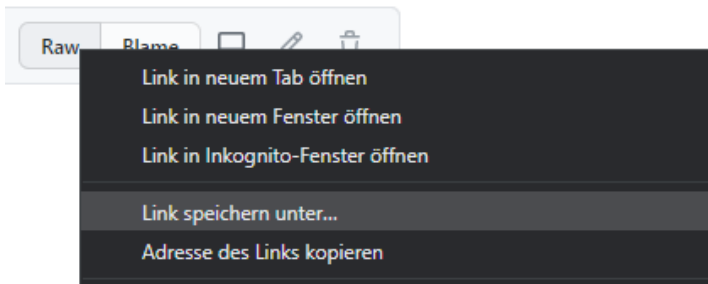 Raw Blame
Link in neuem Tab öffnen
Link in neuem Fenster öffnen
Link in Inkognito-Fenster öffnen
Link speichern unter...
Adresse des Links kopieren